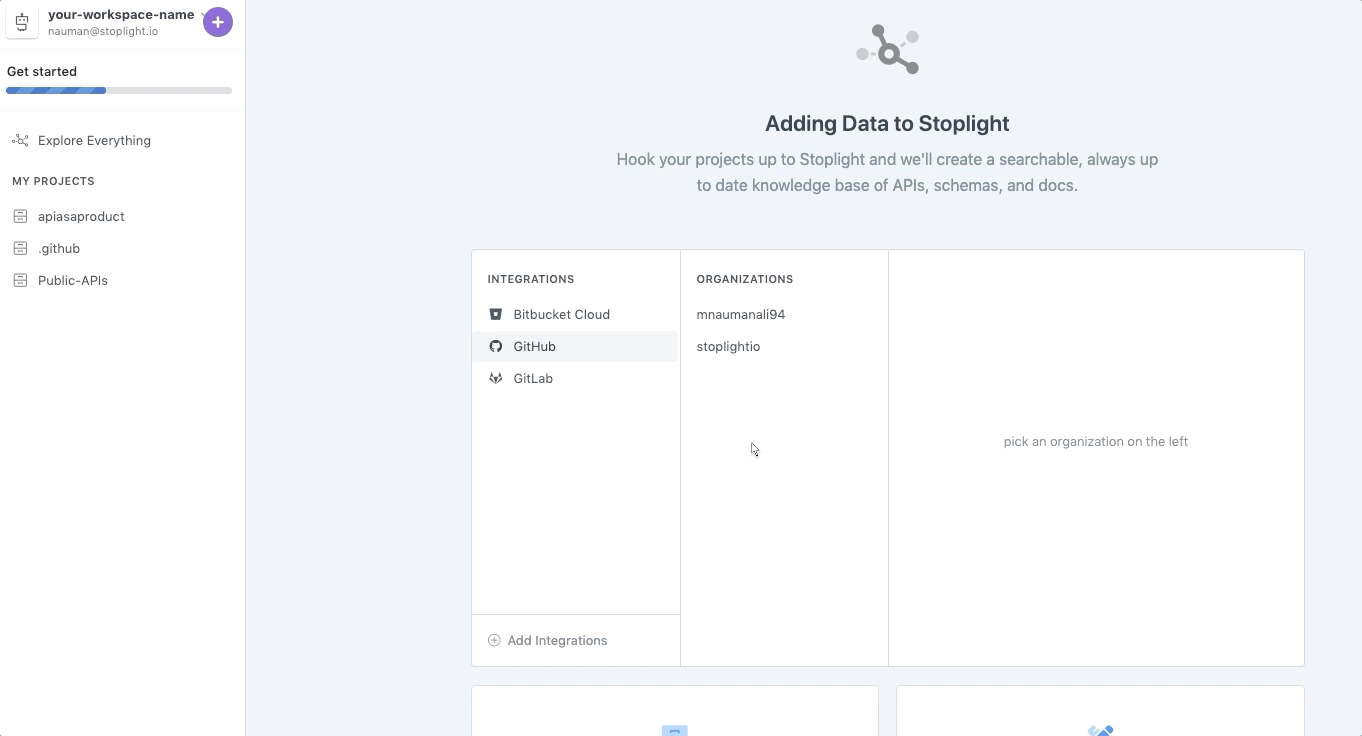 your-workspace-name
nauman@stoplight.io
Get started
Explore Everything
MY PROJECTS
apiasaproduct
.github
Public-APIs
Adding Data to Stoplight
Hook your projects up to Stoplight and we'll create a searchable, always up
to date knowledge base of APIs, schemas, and docs.
INTEGRATIONS
Bitbucket Cloud
GitHub
GitLab
Add Integrations
ORGANIZATIONS
mnaumanali94
stoplightio
pick an organization on the left